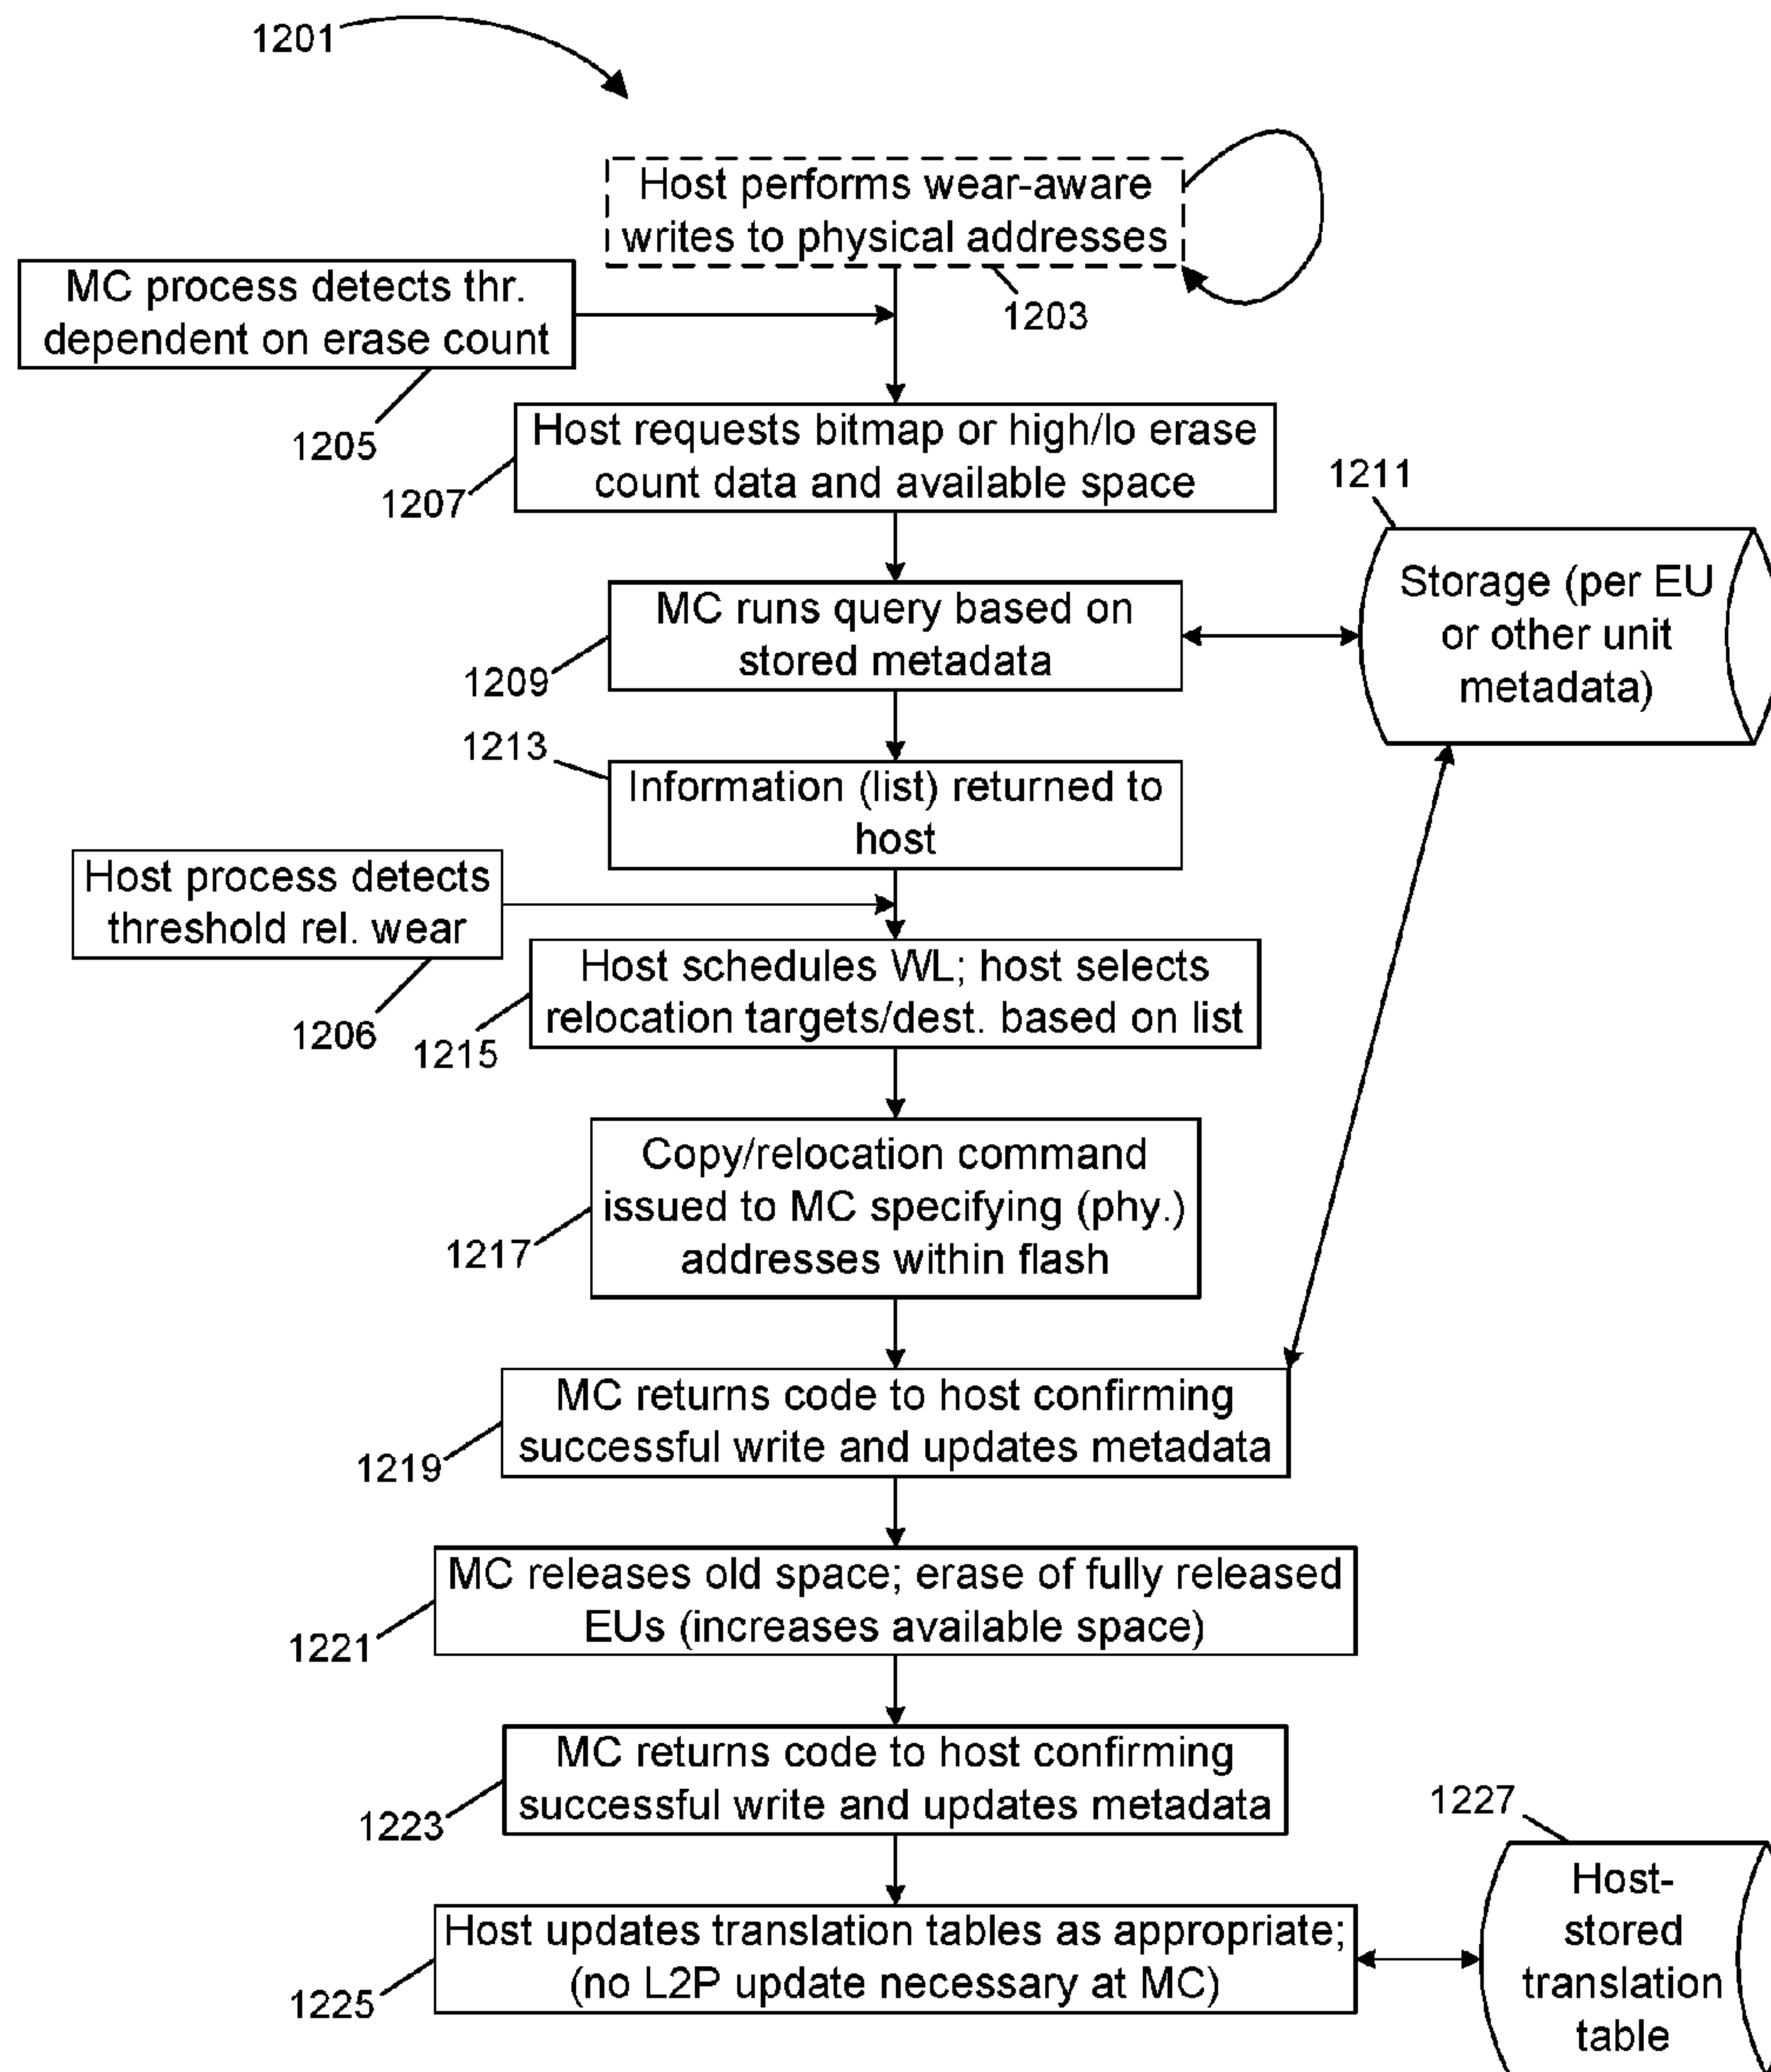 1201
Host performs wear-aware
writes to physical addresses
1203
MC process detects thr.
dependent on erase count
1205
Host requests bitmap or high/lo erase
count data and available space
1207
1211
Storage (per EU
or other unit
metadata)
MC runs query based on
stored metadata
1209
1213
Information (list) returned to
host
Host process detects
threshold rel. wear
1206
Host schedules WL; host selects
relocation targets/dest. based on list
1215
Copy/relocation command
issued to MC specifying (phy.)
addresses within flash
1217
MC returns code to host confirming
successful write and updates metadata
1219
MC releases old space; erase of fully released
EUs (increases available space)
1221
MC returns code to host confirming
successful write and updates metadata
1223
1227
Host updates translation tables as appropriate;
(no L2P update necessary at MC)
1225
Host-
stored
translation
table